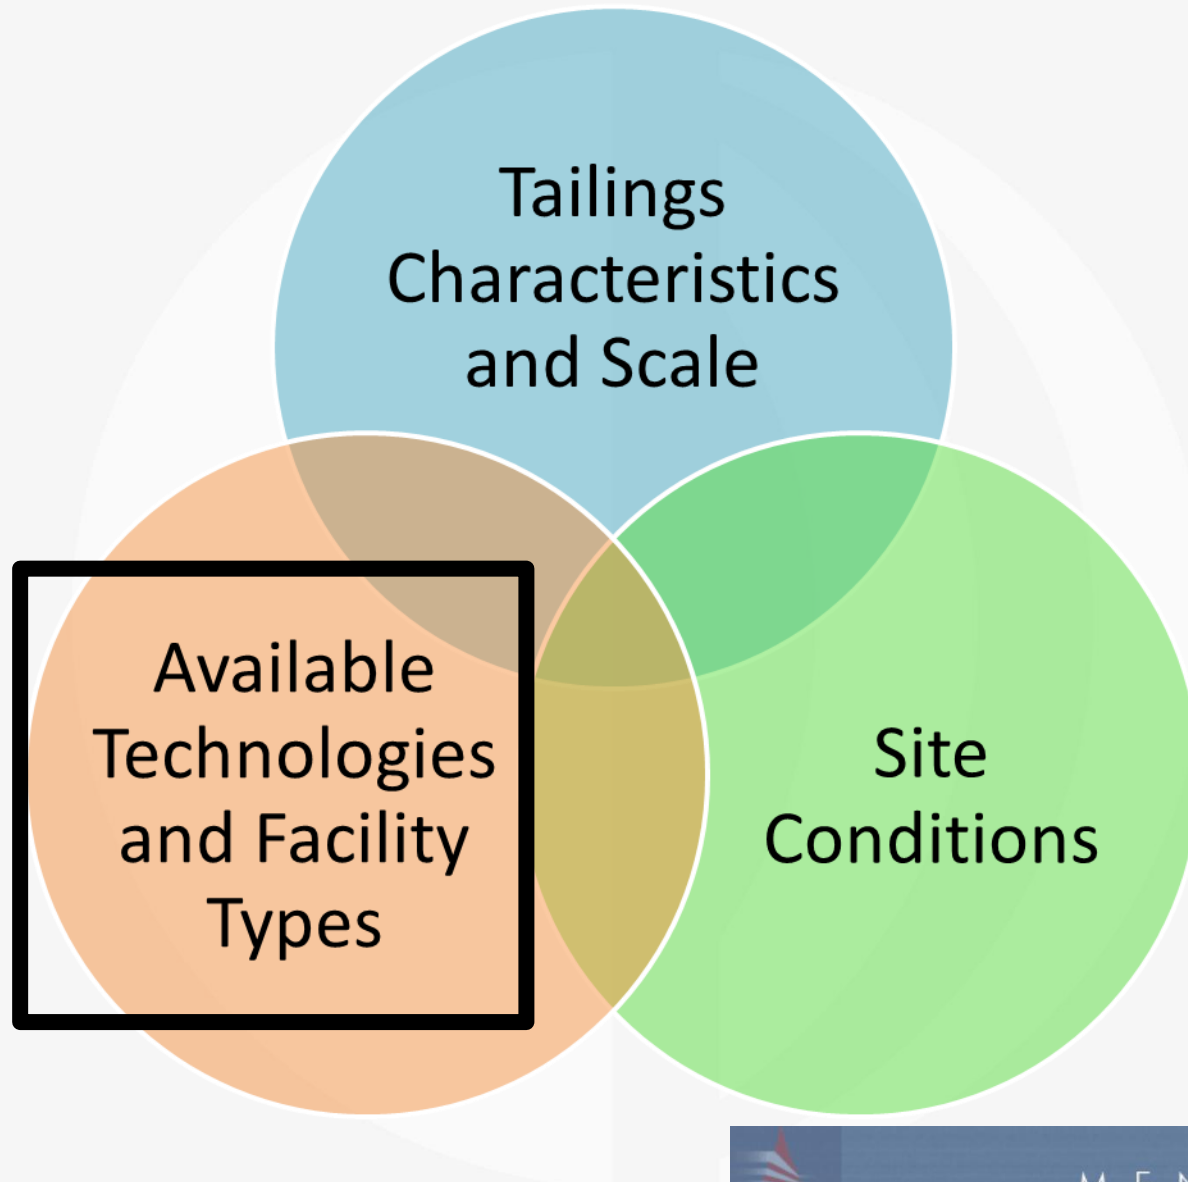 Tailings
Characteristics
and Scale
Available
Technologies
and Facility
Types
Site
Conditions
M E N